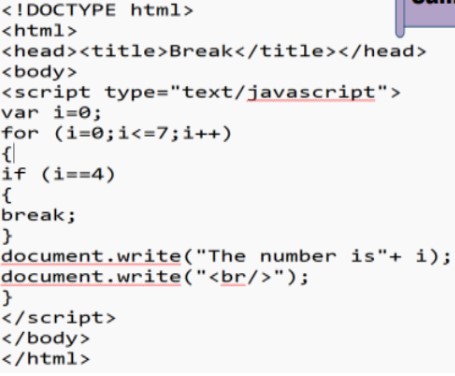 <!DOCTYPE html>
<html>
<head><title>Break</title></head>
<body>
<script type="text/javascript">
var i=0;
for (i=0;i<=7;i++)
{
if (i==4)
{
break;
}
document.write("The number is"+ i);
document.write("<br/>");
}
</script>
</body>
</html>